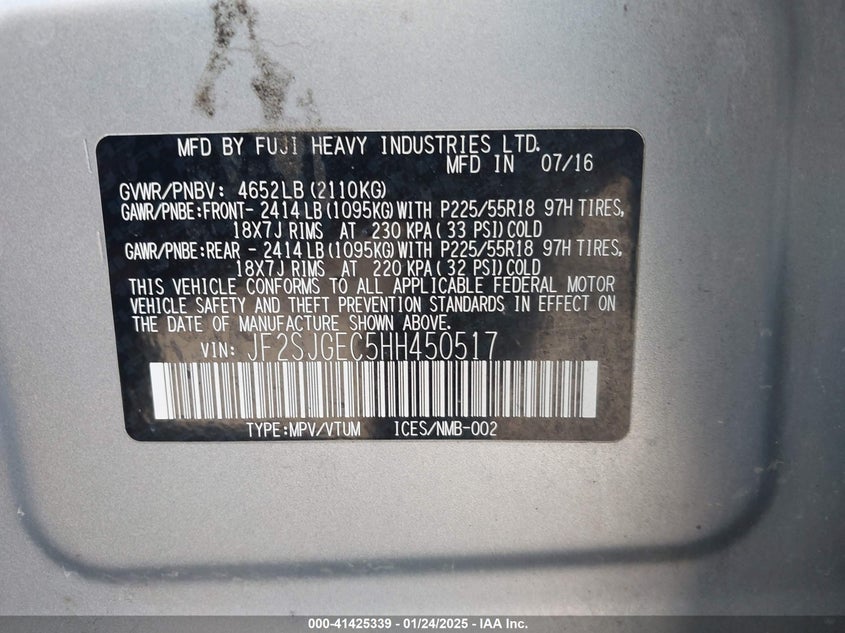 MFD BY FUJI HEAVY INDUSTRIES LTD.
MFD IN 07/16
GVWR/PNBV: 4652LB (2110KG)
GAWR/PNBE:FRONT- 2414 LB (1095KG) WITH P225/55R18 97H TIRES,
18X7J RIMS AT 230 KPA ( 33 PSI) COLD
GAWR/PNBE:REAR - 2414 LB (1095KG) WITH P225/55R18 97H TIRES,
18X7J RIMS AT 220 KPA ( 32 PSI) COLD
THIS VEHICLE CONFORMS TO ALL APPLICABLE FEDERAL MOTOR
VEHICLE SAFETY AND THEFT PREVENTION STANDARDS IN EFFECT ON
THE DATE OF MANUFACTURE SHOWN ABOVE.
VIN: JF2SJGEC5HH450517
TYPE:MPV/VTUM ICES/NMB-002
000-41425339 - 01/24/2025 - IAA Inc.